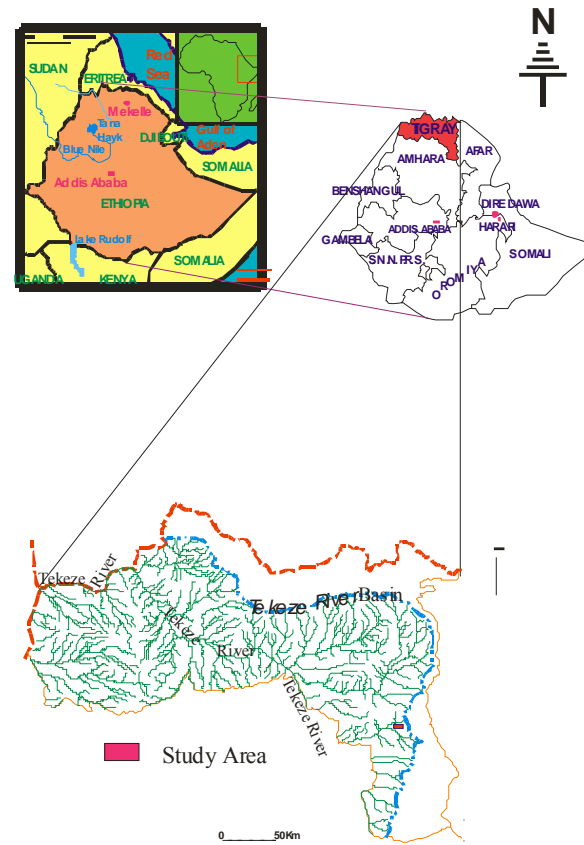 N
Red
Sea
SUDAN
ERITREA
Mekelle
Tana
Hayk
DJIBOUTI
Gulf of
Aden
Blue Nile
SOMALIA
Addis Ababa
ETHIOPIA
lake Rudolf
SOMALIA
UGANDA
KENYA
TIGRAY
AMHARA
AFAR
BENSHANGUL
DIRE DAWA
ADDIS ABABA
HARARI
GAMBELA
S.N.N.P.R.S.
SOMALI
OROMIYA
Tekeze
River
Tekeze River Basin
Tekeze
River
Tekeze River
Study Area
0 50Km